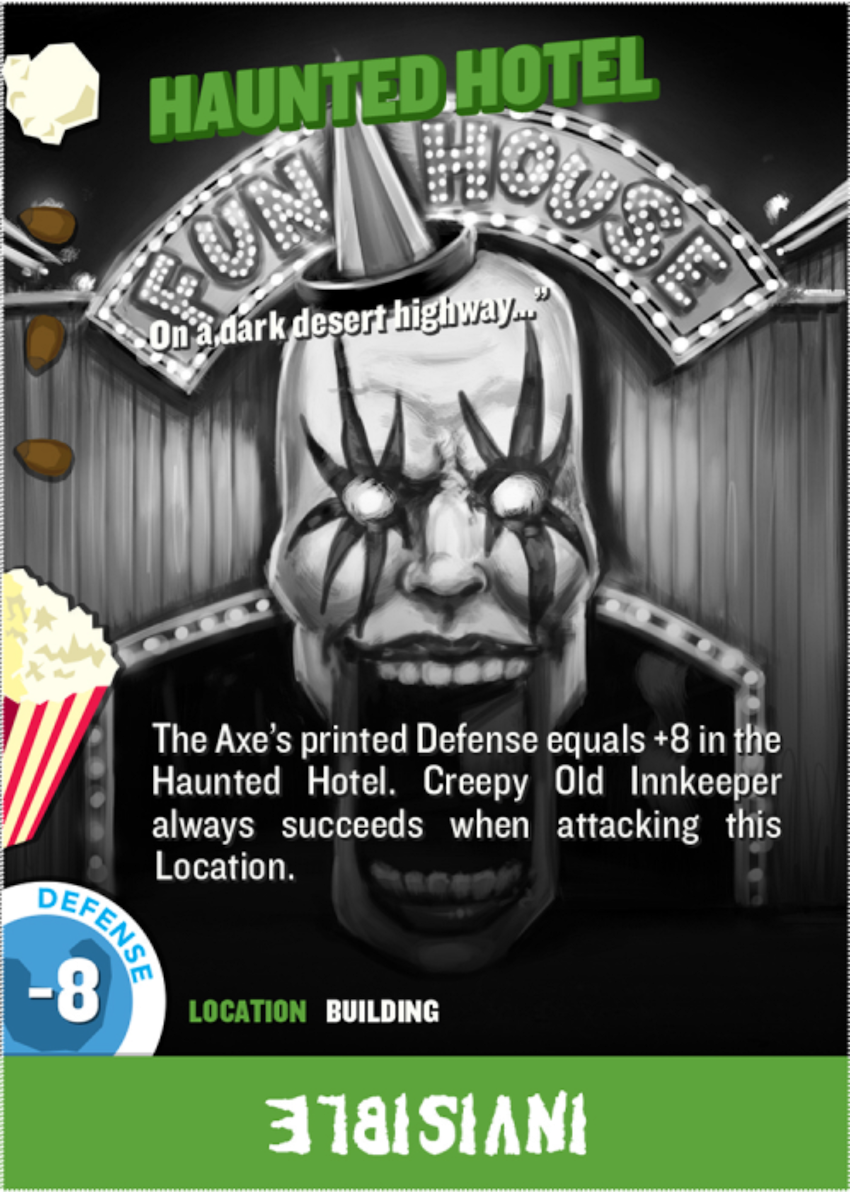 HAUNTED HOTEL
FUN HOUSE
On a dark desert highway..."
The Axe's printed Defense equals +8 in the
Haunted Hotel. Creepy Old Innkeeper
always succeeds when attacking this
Location.
DEFENSE
-8
LOCATION BUILDING
INVISIBLE